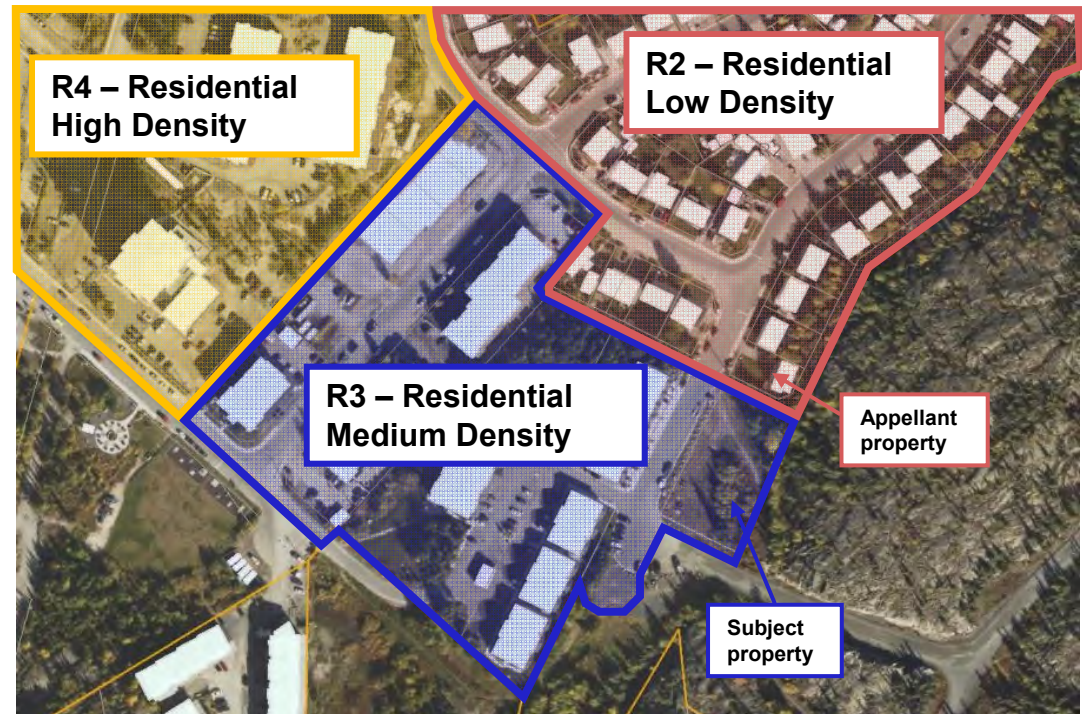 R4 – Residential
High Density
R2 – Residential
Low Density
R3 – Residential
Medium Density
Appellant
property
Subject
property